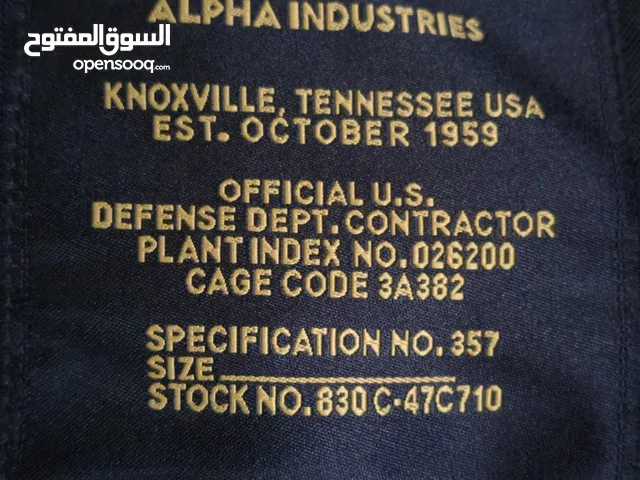 السوق المفتوح
opensooq.com
ALPHA INDUSTRIES
KNOXVILLE, TENNESSEE USA
EST. OCTOBER 1959
OFFICIAL U.S.
DEFENSE DEPT. CONTRACTOR
PLANT INDEX NO. 026200
CAGE CODE 3A382
SPECIFICATION NO. 357
SIZE
STOCK NO. 830 C-47C710